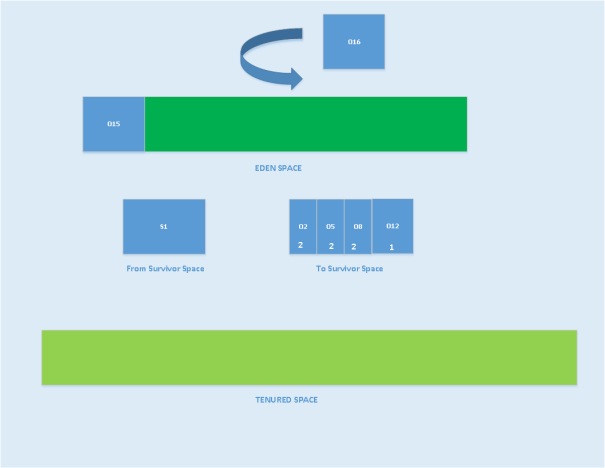 O16
O15
EDEN SPACE
S1
O2 O5 O8 O12
2 2 2 1
From Survivor Space
To Survivor Space
TENURED SPACE